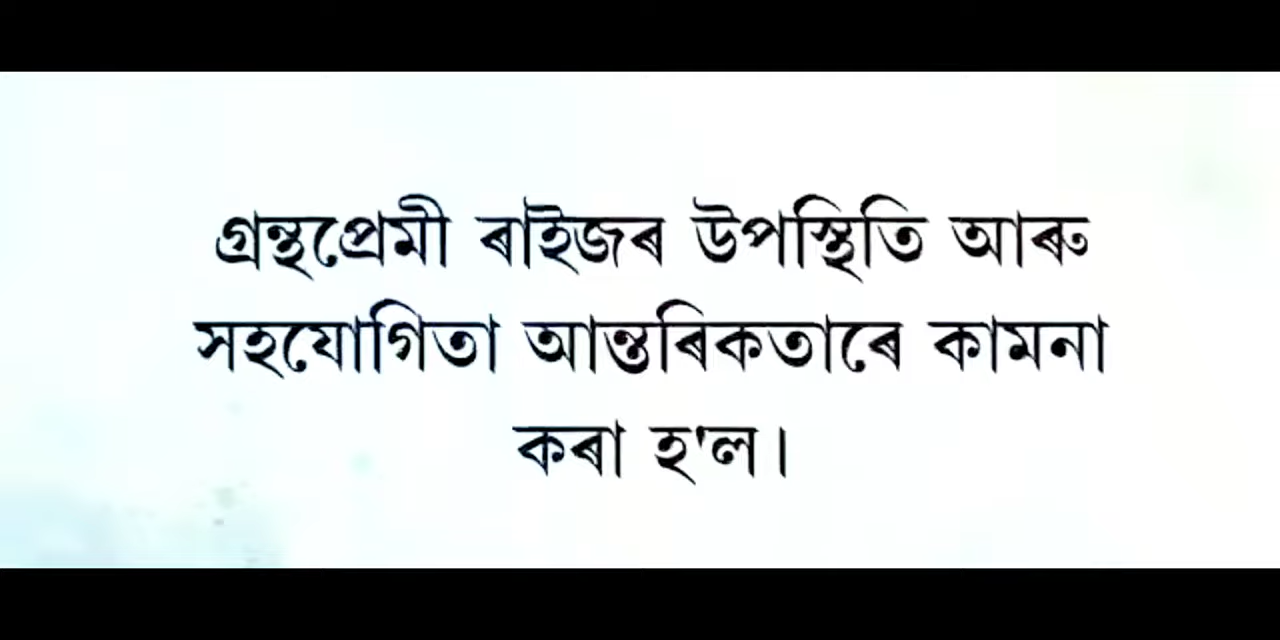 গ্ৰন্থপ্ৰেমী ৰাইজৰ উপস্থিতি আৰু
সহযোগিতা আন্তৰিকতাৰে কামনা
কৰা হ'ল।